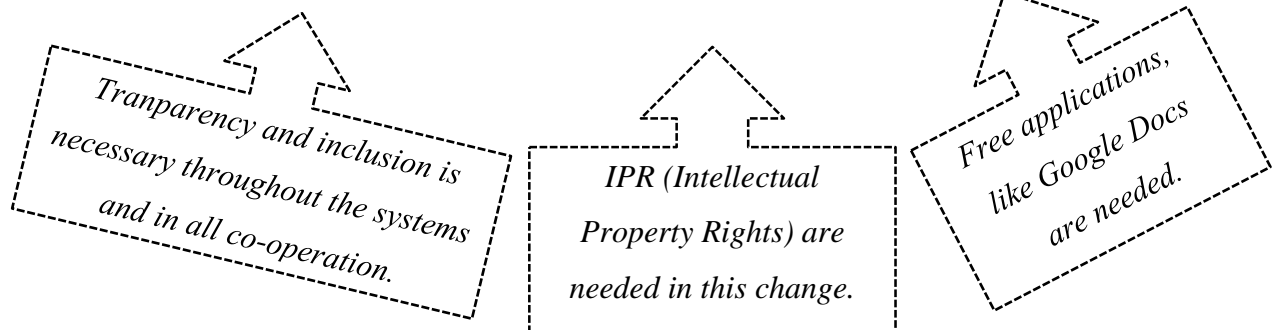 Tranparency and inclusion is
necessary throughout the systems
and in all co-operation.
IPR (Intellectual
Property Rights) are
needed in this change.
Free applications,
like Google Docs
are needed.